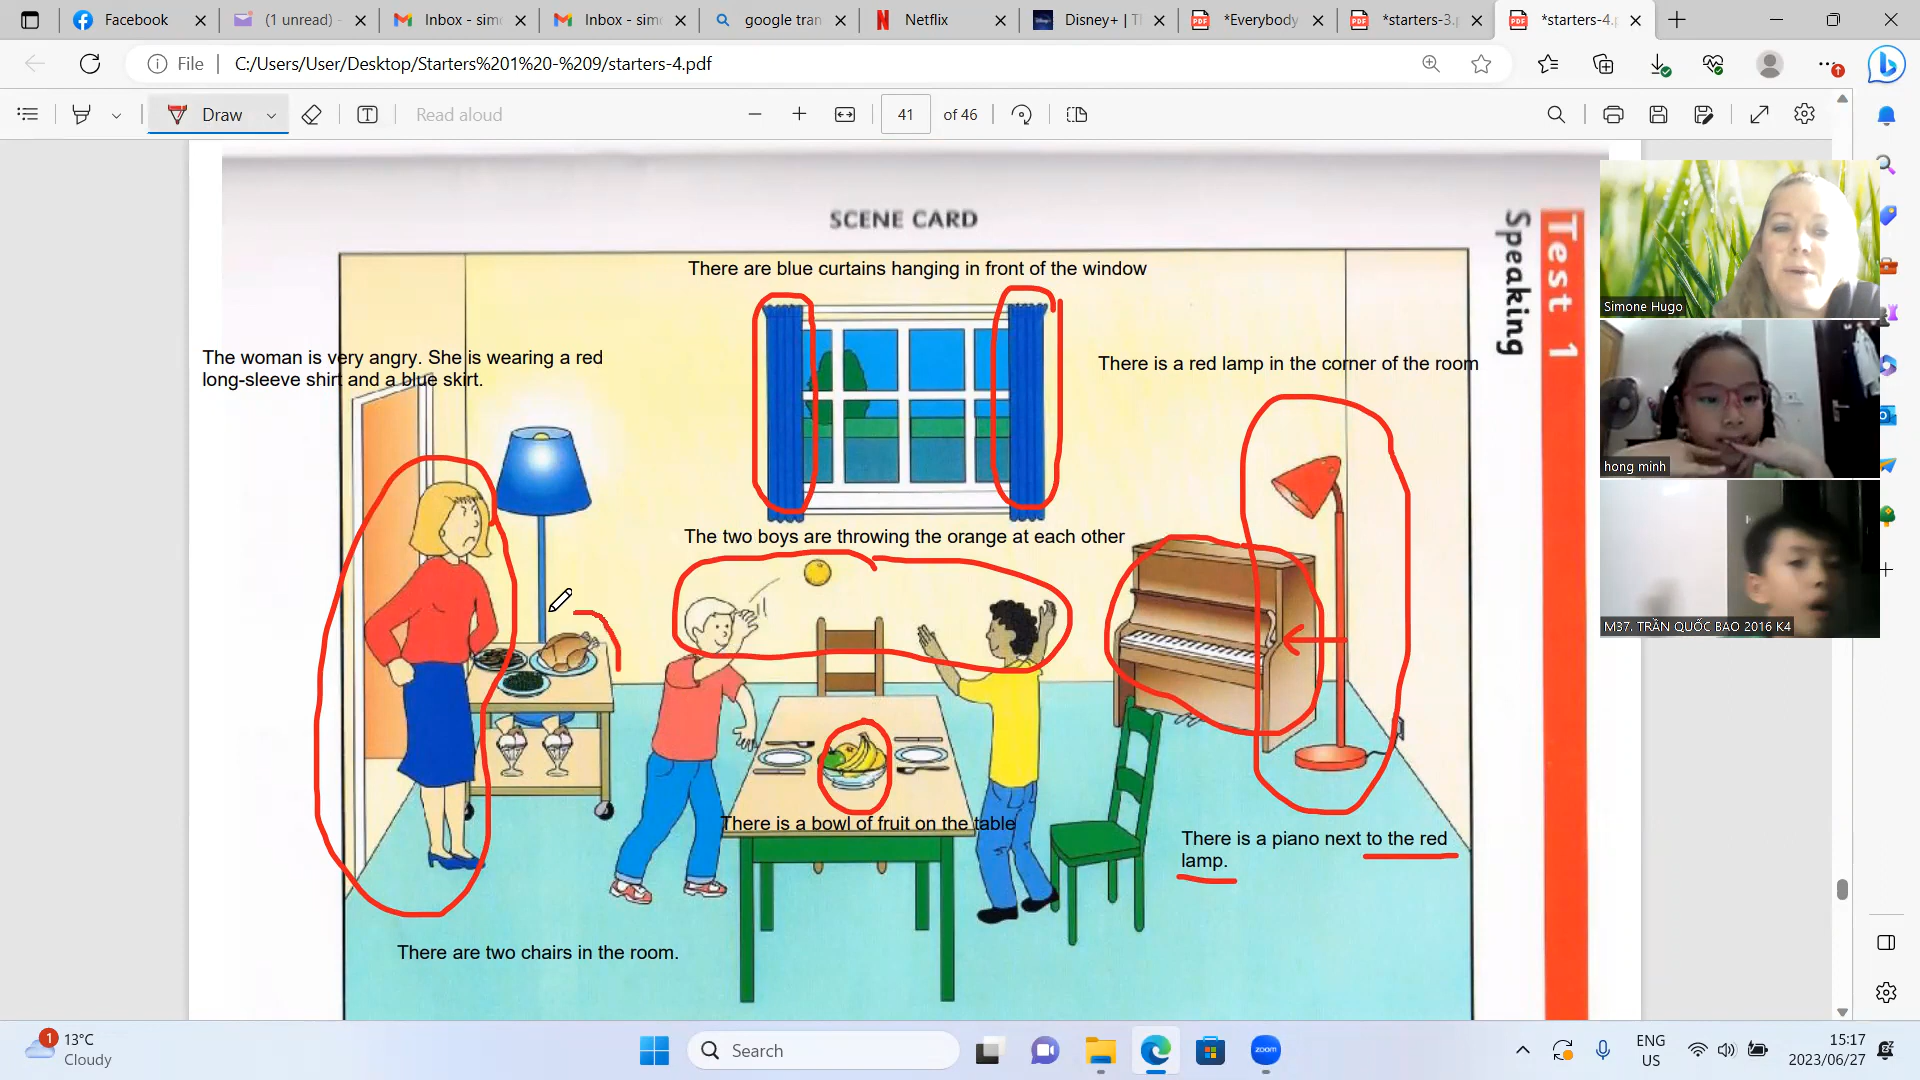 Facebook
(1 unread) -
Inbox - simo
Inbox - simo
google tran
Netflix
Disney+ | Th
*Everybody
*starters-3.p
*starters-4.p
File
C:/Users/User/Desktop/Starters%201%20-%209/starters-4.pdf
Draw
Read aloud
41
of 46
SCENE CARD
Test 1
Speaking
There are blue curtains hanging in front of the window
The woman is very angry. She is wearing a red
long-sleeve shirt and a blue skirt.
There is a red lamp in the corner of the room
The two boys are throwing the orange at each other
There is a bowl of fruit on the table
There is a piano next to the red
lamp.
There are two chairs in the room.
Simone Hugo
hong minh
M37. TRẦN QUỐC BẢO 2016 K4
1
13°C
Cloudy
Search
zoom
ENG
US
15:17
2023/06/27